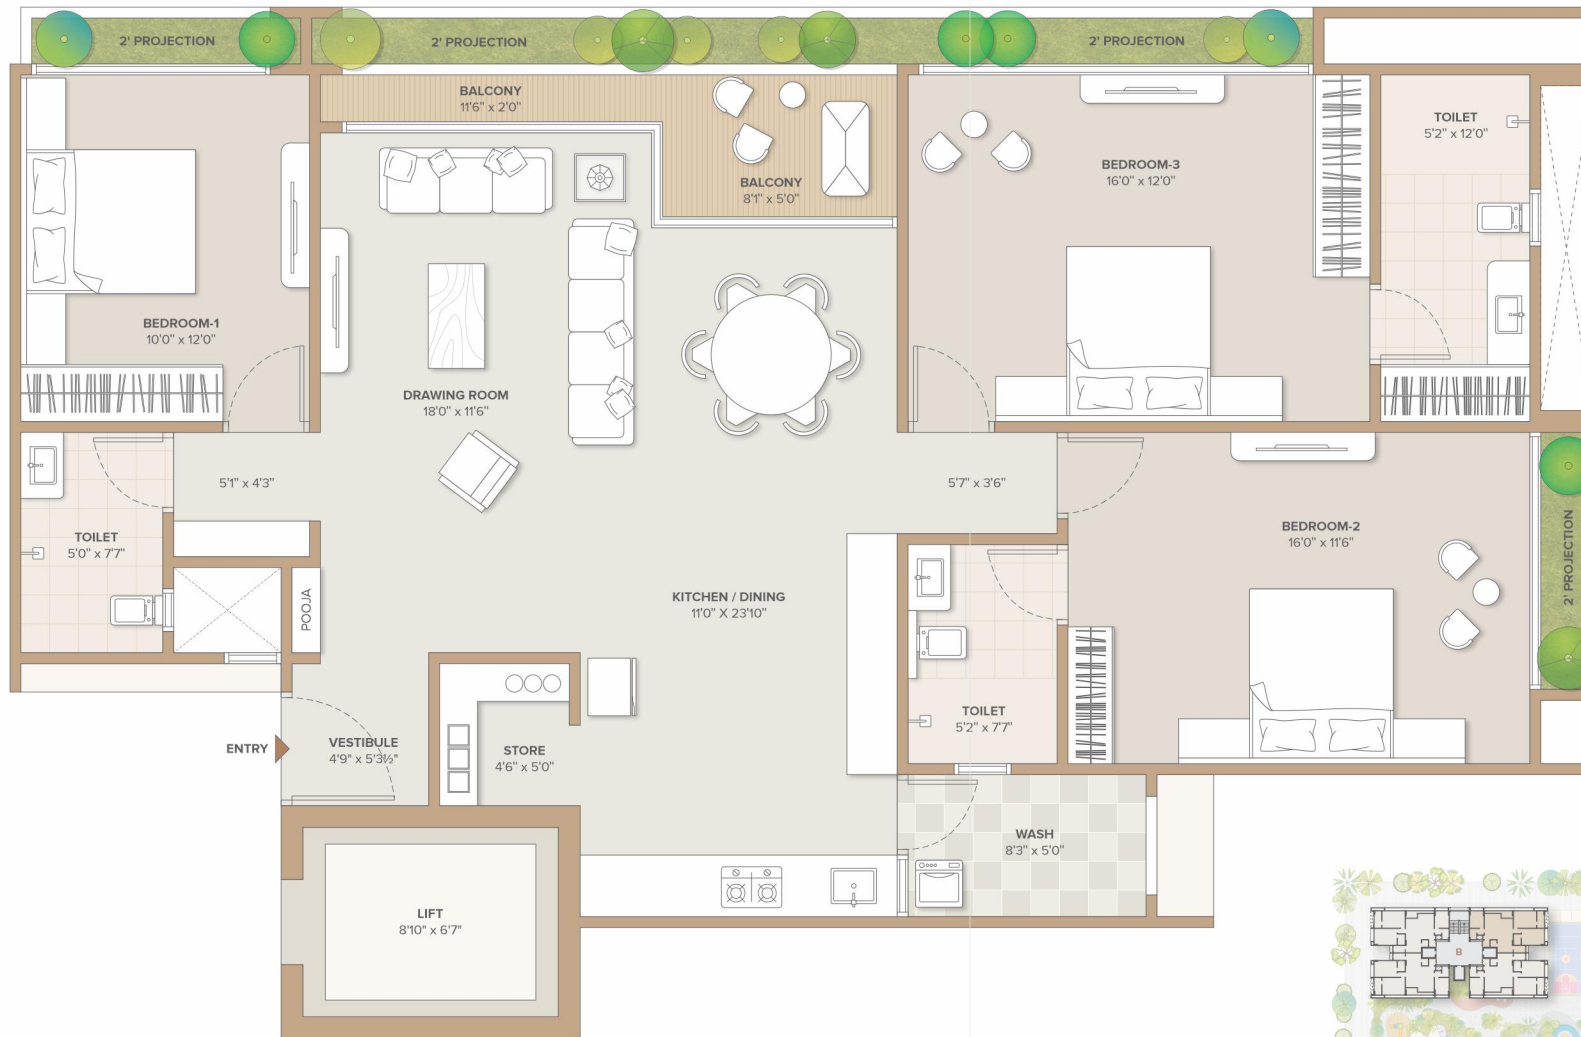 2' PROJECTION
2' PROJECTION
2' PROJECTION
BALCONY
11'6" x 2'0"
BALCONY
8'1" x 5'0"
BEDROOM-3
16'0" x 12'0"
TOILET
5'2" x 12'0"
BEDROOM-1
10'0" x 12'0"
DRAWING ROOM
18'0" x 11'6"
5'1" x 4'3"
5'7" x 3'6"
TOILET
5'0" x 7'7"
BEDROOM-2
16'0" x 11'6"
2' PROJECTION
POOJA
KITCHEN / DINING
11'0" X 23'10"
TOILET
5'2" x 7'7"
ENTRY
VESTIBULE
4'9" x 5'3½"
STORE
4'6" x 5'0"
WASH
8'3" x 5'0"
LIFT
8'10" x 6'7"
B